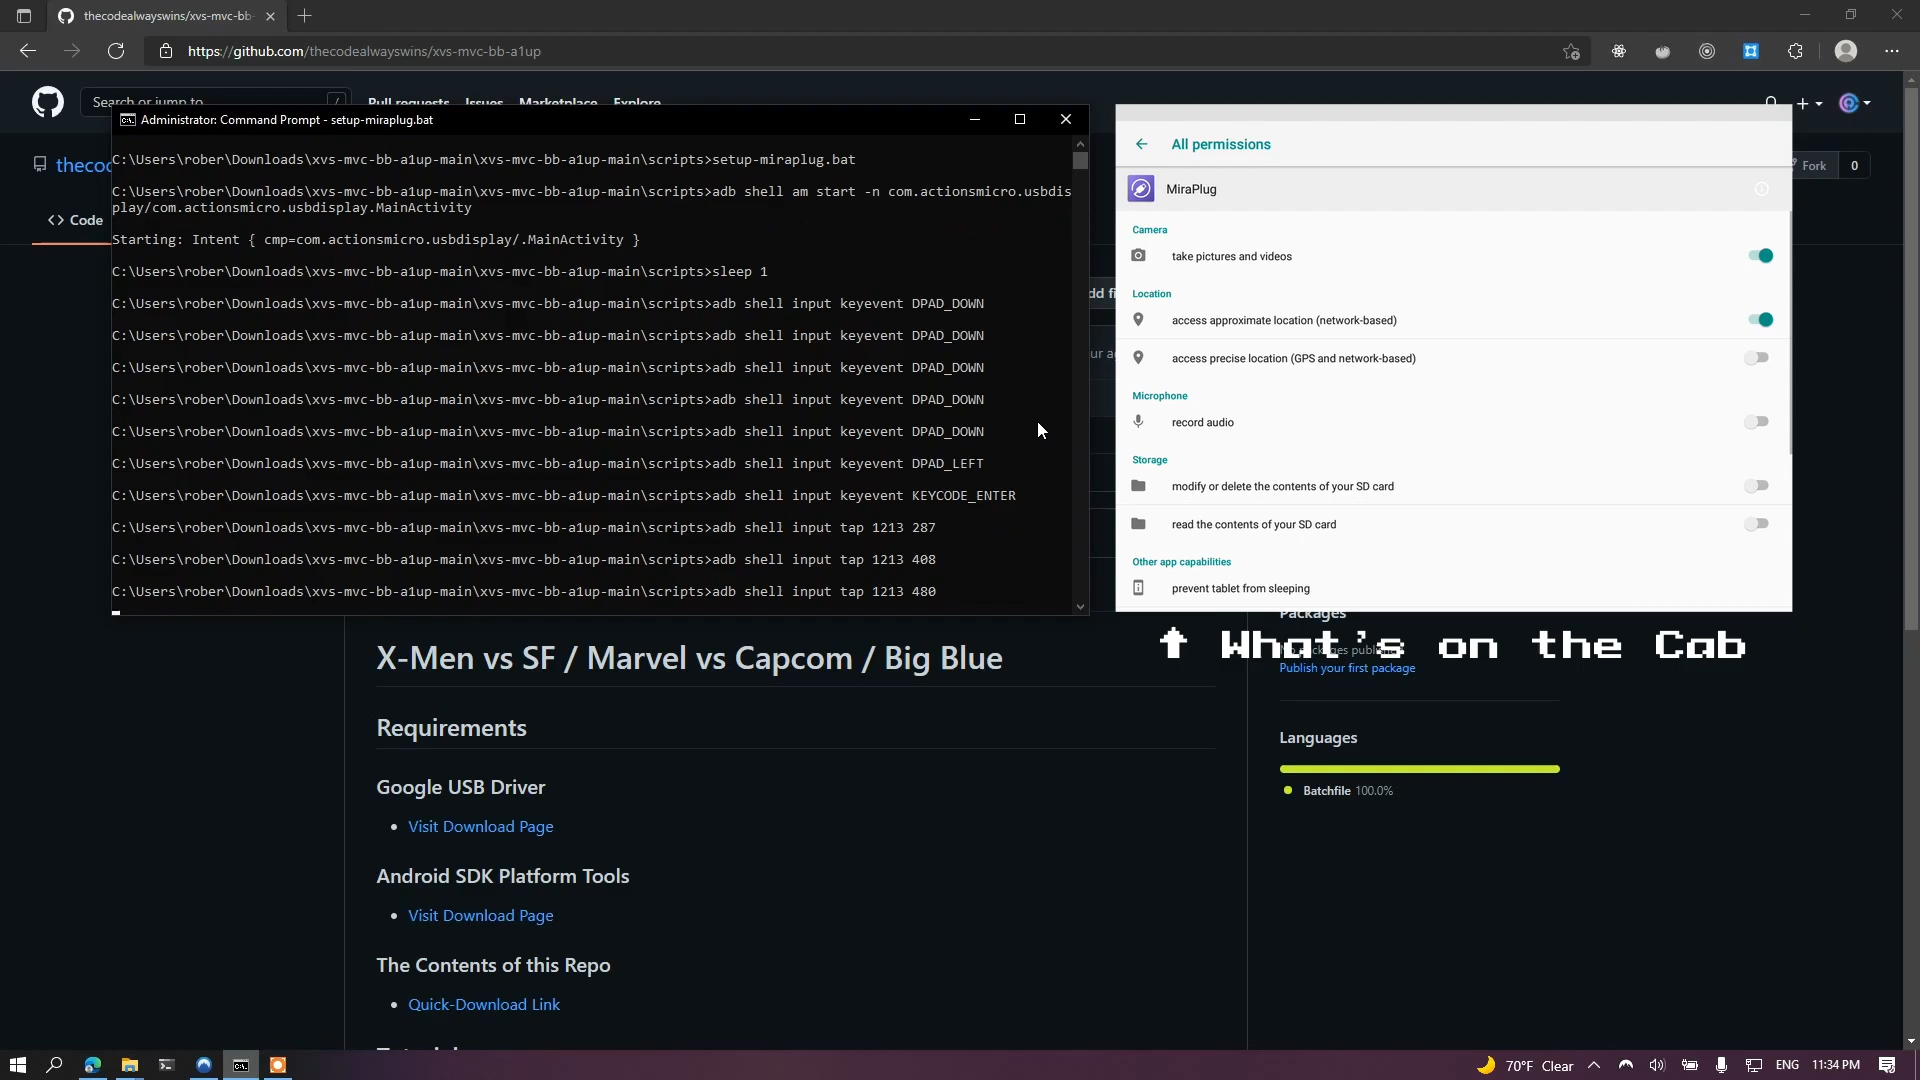 thecodealwayswins/xvs-mvc-bb-
https://github.com/thecodealwayswins/xvs-mvc-bb-a1up
Search or jump to
/
Pull requests Issues Marketplace Explore
Administrator: Command Prompt - setup-miraplug.bat
theco
<> Code
Fork 0
C:\Users\rober\Downloads\xvs-mvc-bb-a1up-main\xvs-mvc-bb-a1up-main\scripts>setup-miraplug.bat
C:\Users\rober\Downloads\xvs-mvc-bb-a1up-main\xvs-mvc-bb-a1up-main\scripts>adb shell am start -n com.actionsmicro.usbdis
play/com.actionsmicro.usbdisplay.MainActivity
Starting: Intent { cmp=com.actionsmicro.usbdisplay/.MainActivity }
C:\Users\rober\Downloads\xvs-mvc-bb-a1up-main\xvs-mvc-bb-a1up-main\scripts>sleep 1
C:\Users\rober\Downloads\xvs-mvc-bb-a1up-main\xvs-mvc-bb-a1up-main\scripts>adb shell input keyevent DPAD_DOWN
C:\Users\rober\Downloads\xvs-mvc-bb-a1up-main\xvs-mvc-bb-a1up-main\scripts>adb shell input keyevent DPAD_DOWN
C:\Users\rober\Downloads\xvs-mvc-bb-a1up-main\xvs-mvc-bb-a1up-main\scripts>adb shell input keyevent DPAD_DOWN
C:\Users\rober\Downloads\xvs-mvc-bb-a1up-main\xvs-mvc-bb-a1up-main\scripts>adb shell input keyevent DPAD_DOWN
C:\Users\rober\Downloads\xvs-mvc-bb-a1up-main\xvs-mvc-bb-a1up-main\scripts>adb shell input keyevent DPAD_DOWN
C:\Users\rober\Downloads\xvs-mvc-bb-a1up-main\xvs-mvc-bb-a1up-main\scripts>adb shell input keyevent DPAD_LEFT
C:\Users\rober\Downloads\xvs-mvc-bb-a1up-main\xvs-mvc-bb-a1up-main\scripts>adb shell input keyevent KEYCODE_ENTER
C:\Users\rober\Downloads\xvs-mvc-bb-a1up-main\xvs-mvc-bb-a1up-main\scripts>adb shell input tap 1213 287
C:\Users\rober\Downloads\xvs-mvc-bb-a1up-main\xvs-mvc-bb-a1up-main\scripts>adb shell input tap 1213 408
C:\Users\rober\Downloads\xvs-mvc-bb-a1up-main\xvs-mvc-bb-a1up-main\scripts>adb shell input tap 1213 480
dd fi
ur a
All permissions
MiraPlug
Camera
take pictures and videos
Location
access approximate location (network-based)
access precise location (GPS and network-based)
Microphone
record audio
Storage
modify or delete the contents of your SD card
read the contents of your SD card
Other app capabilities
prevent tablet from sleeping
↑ What's on the Cab
Packages
Publish your first package
Languages
Batchfile 100.0%
X-Men vs SF / Marvel vs Capcom / Big Blue
Requirements
Google USB Driver
Visit Download Page
Android SDK Platform Tools
Visit Download Page
The Contents of this Repo
Quick-Download Link
70°F Clear
ENG
11:34 PM